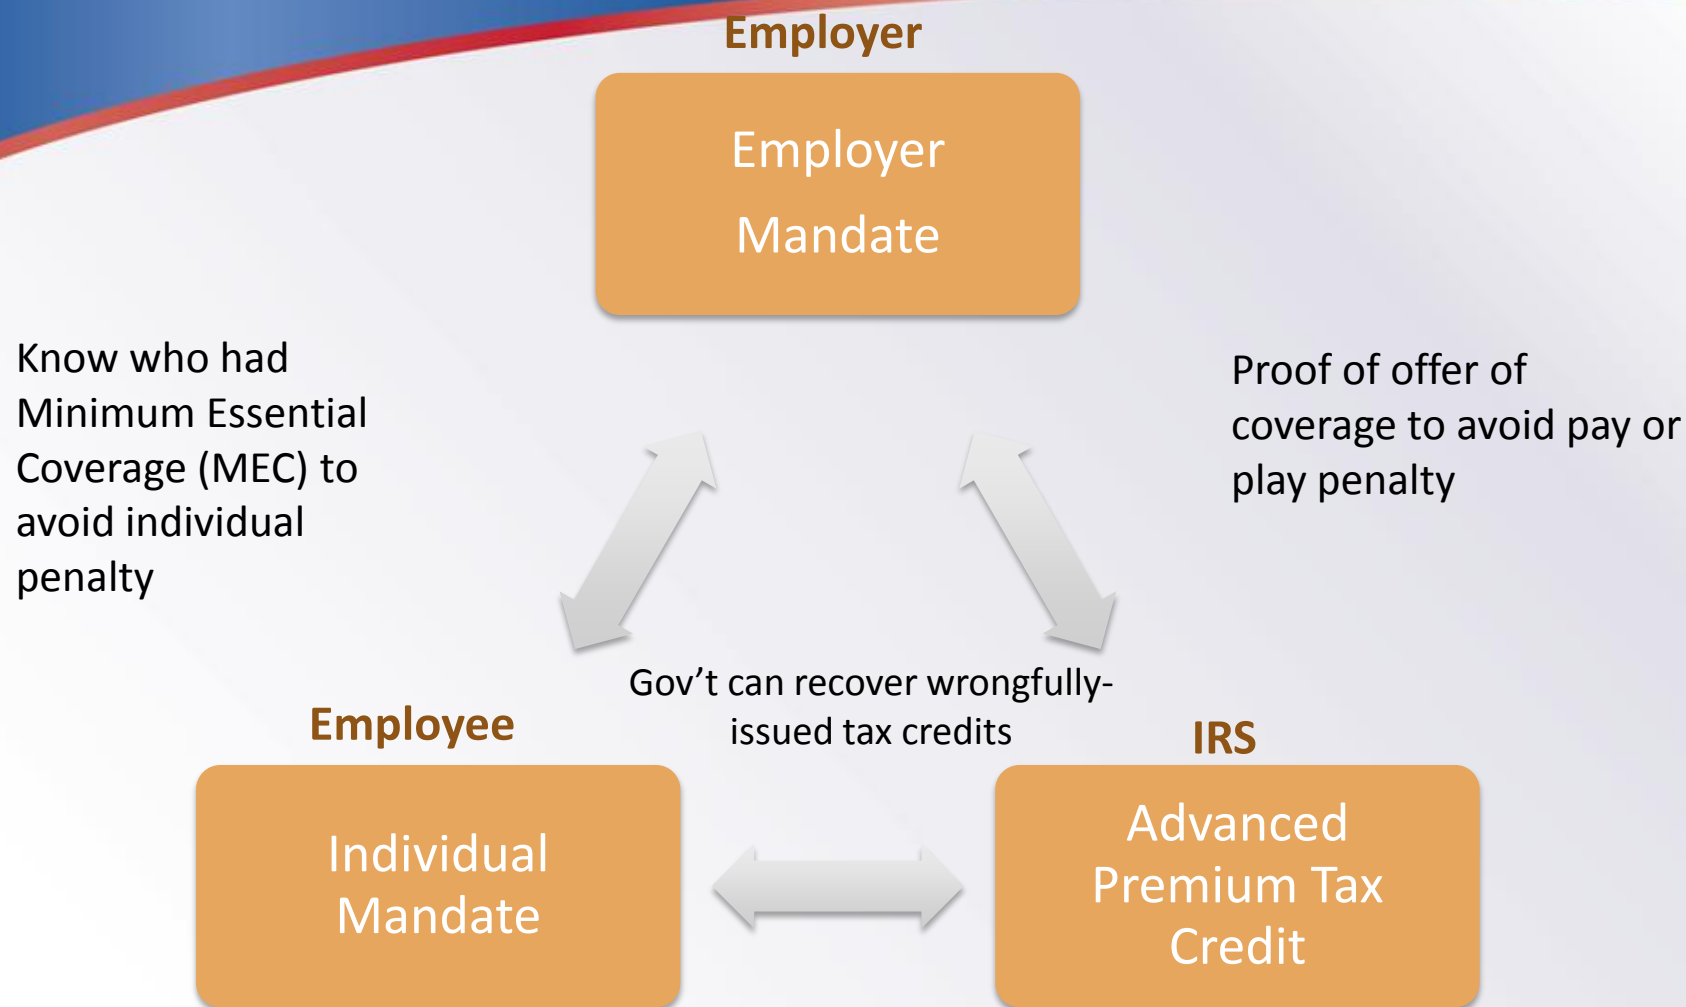 Employer
Employer
Mandate
Know who had
Minimum Essential
Coverage (MEC) to
avoid individual
penalty
Proof of offer of
coverage to avoid pay or
play penalty
Gov’t can recover wrongfully-
issued tax credits
Employee
IRS
Individual
Mandate
Advanced
Premium Tax
Credit